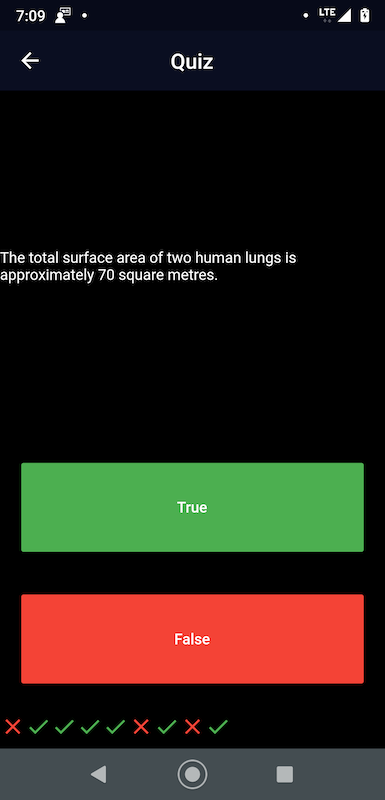 7:09
LTE
Quiz
The total surface area of two human lungs is
approximately 70 square metres.
True
False